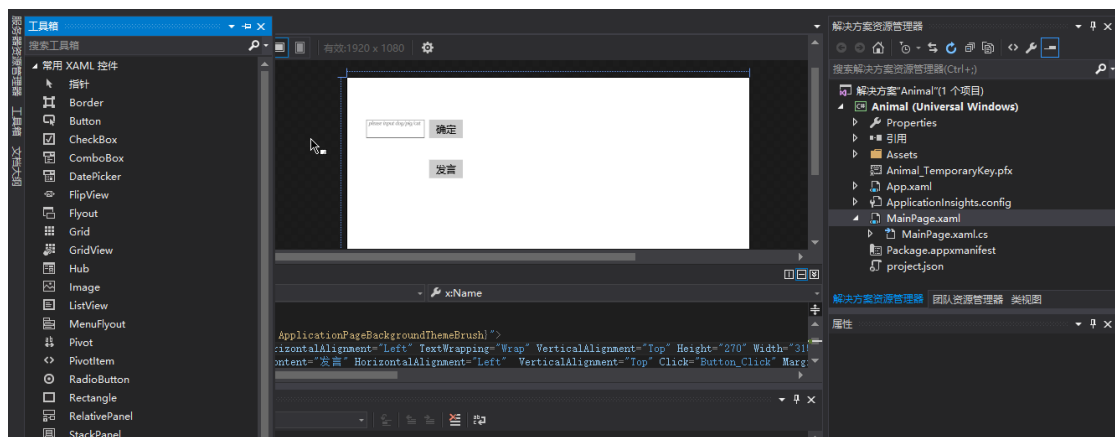 服务器资源管理器
工具箱
文档大纲
工具箱
搜索工具箱
常用 XAML 控件
指针
Border
Button
CheckBox
ComboBox
DatePicker
FlipView
Flyout
Grid
GridView
Hub
Image
ListView
MenuFlyout
Pivot
PivotItem
RadioButton
Rectangle
RelativePanel
StackPanel
有效:1920 x 1080
please input dog/pig/cat
确定
发言
x:Name
ApplicationPageBackgroundThemeBrush}">
rizontalAlignment="Left" TextWrapping="Wrap" VerticalAlignment="Top" Height="270" Width="31
ontent="发言" HorizontalAlignment="Left" VerticalAlignment="Top" Click="Button_Click" Marg
解决方案资源管理器
搜索解决方案资源管理器(Ctrl+;)
解决方案"Animal"(1 个项目)
Animal (Universal Windows)
Properties
引用
Assets
Animal_TemporaryKey.pfx
App.xaml
ApplicationInsights.config
MainPage.xaml
MainPage.xaml.cs
Package.appxmanifest
project.json
解决方案资源管理器 团队资源管理器 类视图
属性